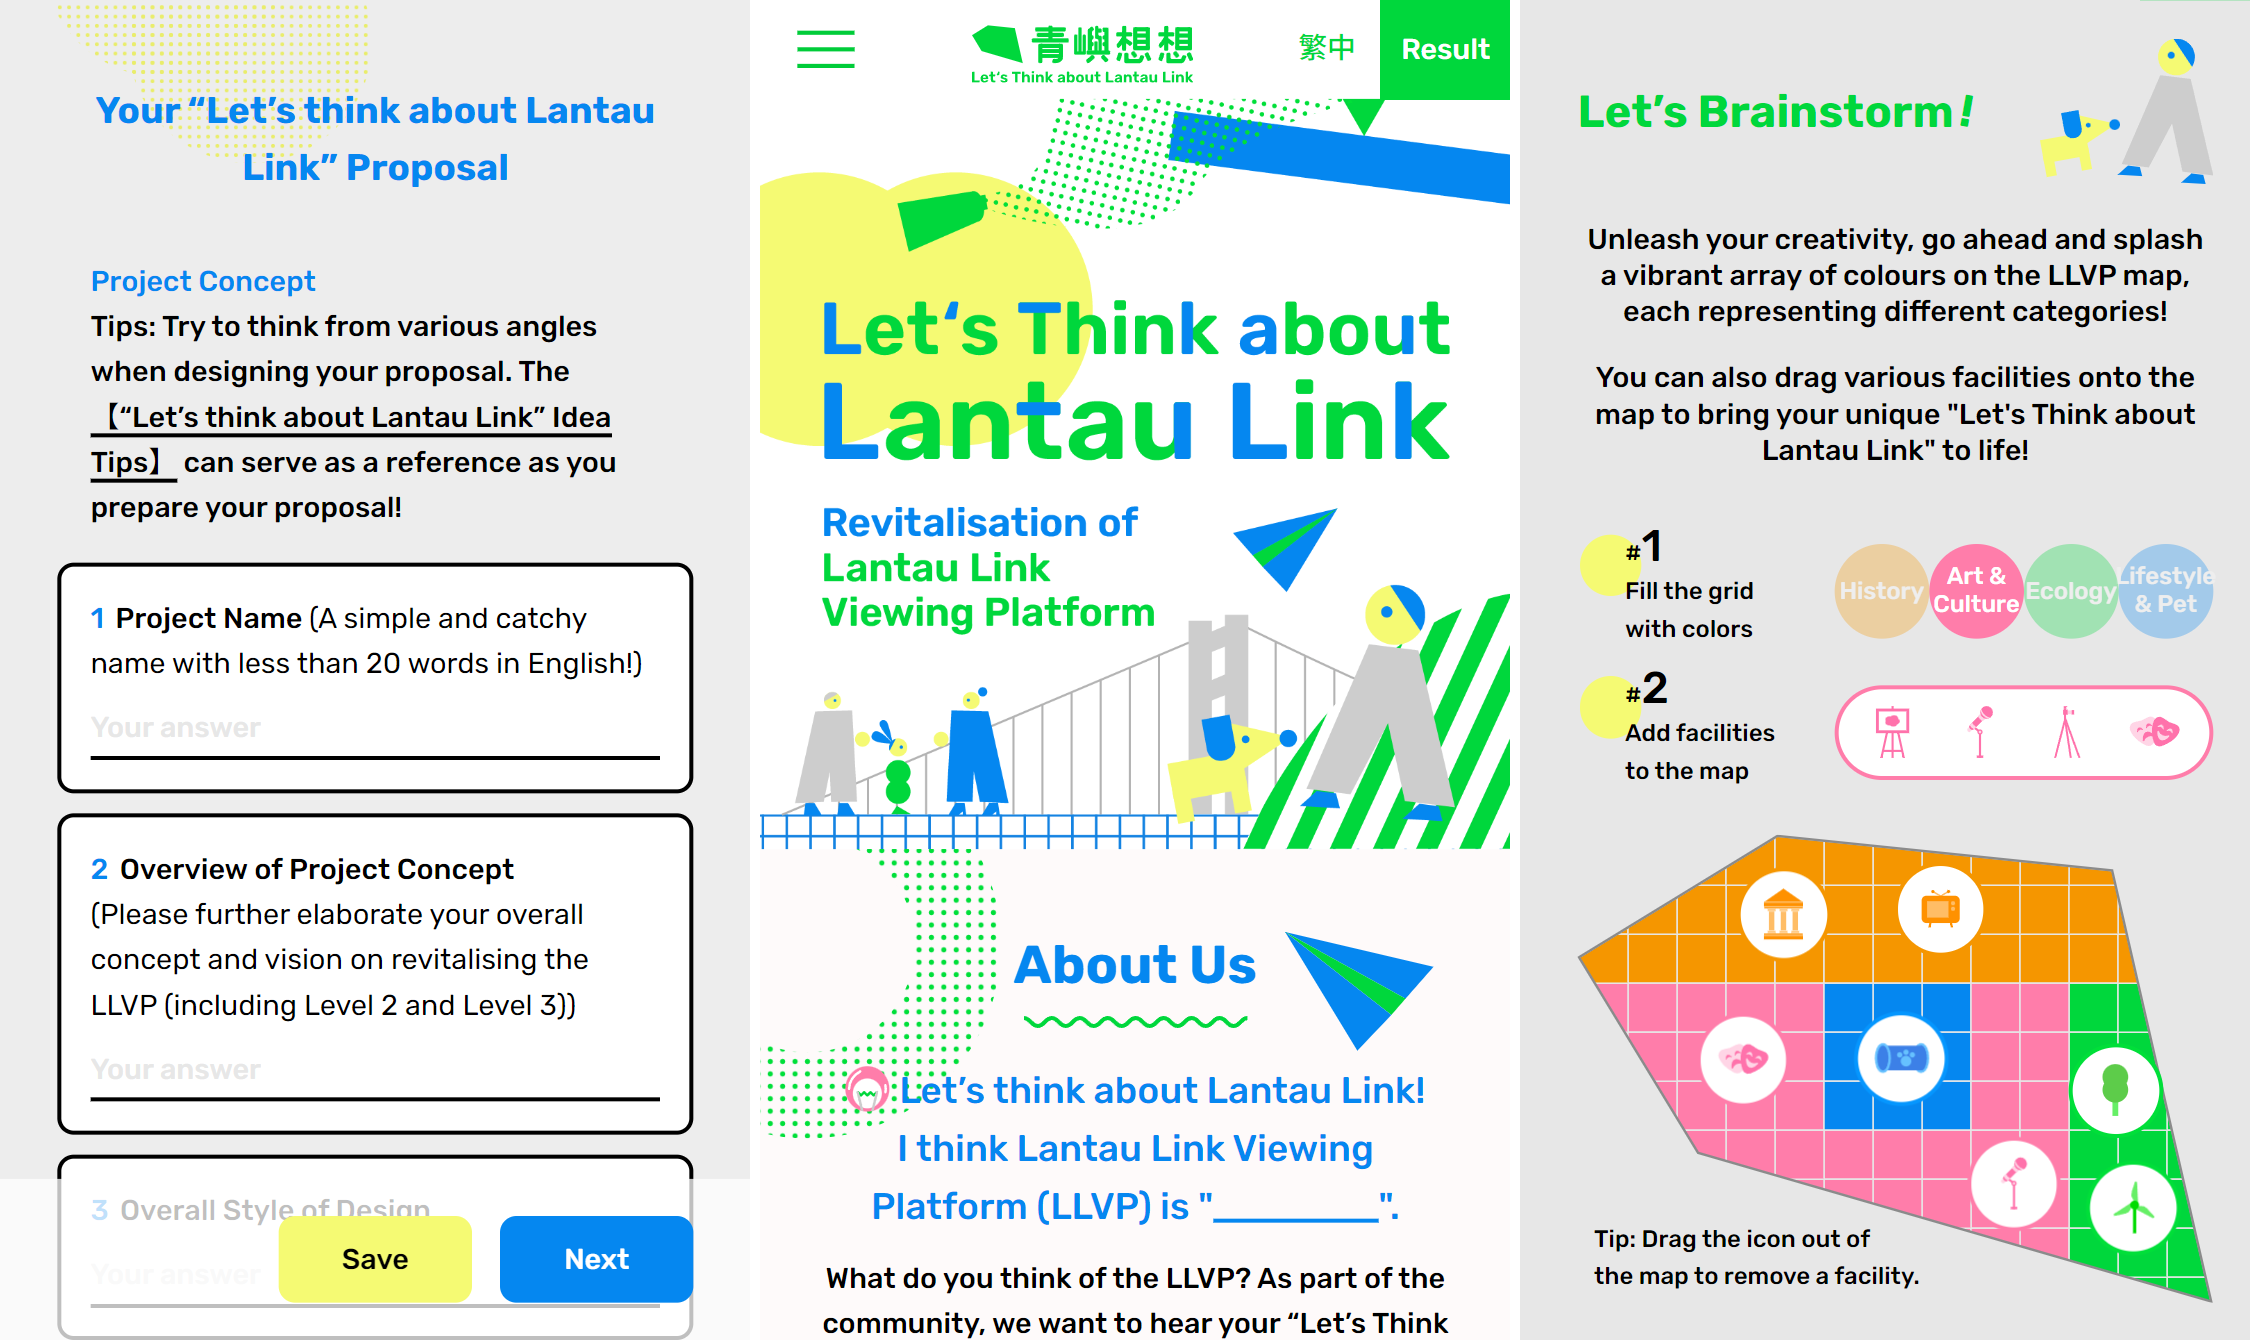 Your “Let’s think about Lantau
Link” Proposal
Project Concept
Tips: Try to think from various angles
when designing your proposal. The
【“Let’s think about Lantau Link” Idea
Tips】 can serve as a reference as you
prepare your proposal!
1 Project Name (A simple and catchy
name with less than 20 words in English!)
Your answer
2 Overview of Project Concept
(Please further elaborate your overall
concept and vision on revitalising the
LLVP (including Level 2 and Level 3))
Your answer
3 Overall Style of Design
Your answer
Save
Next
青嶼想想
Let‘s Think about Lantau Link
繁中
Result
Let‘s Think about
Lantau Link
Revitalisation of
Lantau Link
Viewing Platform
About Us
Let’s think about Lantau Link!
I think Lantau Link Viewing
Platform (LLVP) is "________".
What do you think of the LLVP? As part of the
community, we want to hear your “Let’s Think
Let’s Brainstorm!
Unleash your creativity, go ahead and splash
a vibrant array of colours on the LLVP map,
each representing different categories!
You can also drag various facilities onto the
map to bring your unique "Let's Think about
Lantau Link" to life!
#1
Fill the grid
with colors
History
Art &
Culture
Ecology
Lifestyle
& Pet
#2
Add facilities
to the map
Tip: Drag the icon out of
the map to remove a facility.